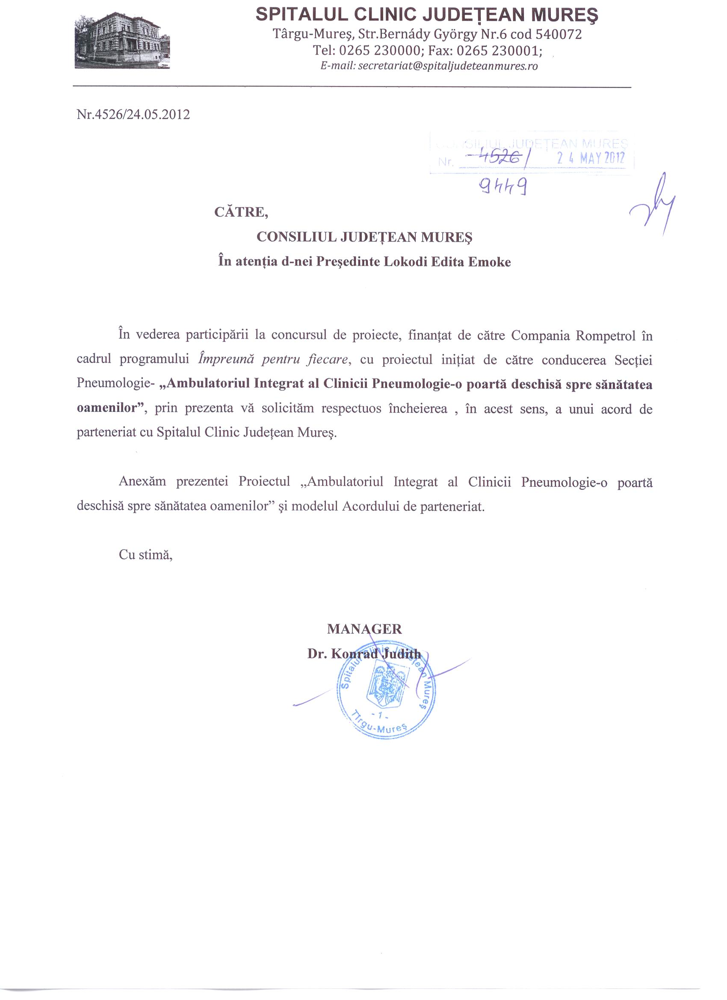 SPITALUL CLINIC JUDEȚEAN MUREŞ
Târgu-Mureş, Str.Bernády György Nr.6 cod 540072
Tel: 0265 230000; Fax: 0265 230001;
E-mail: secretariat@spitaljudeteanmures.ro
Nr.4526/24.05.2012
CONSILIUL JUDEȚEAN MUREŞ
Nr. 4526/ 24 MAY 2012
9449
CĂTRE,
CONSILIUL JUDEȚEAN MUREŞ
În atenția d-nei Preşedinte Lokodi Edita Emoke
În vederea participării la concursul de proiecte, finanțat de către Compania Rompetrol în
cadrul programului Împreună pentru fiecare, cu proiectul inițiat de către conducerea Secției
Pneumologie- „Ambulatoriul Integrat al Clinicii Pneumologie-o poartă deschisă spre sănătatea
oamenilor”, prin prezenta vă solicităm respectuos încheierea , în acest sens, a unui acord de
parteneriat cu Spitalul Clinic Județean Mureş.
Anexăm prezentei Proiectul „Ambulatoriul Integrat al Clinicii Pneumologie-o poartă
deschisă spre sănătatea oamenilor” şi modelul Acordului de parteneriat.
Cu stimă,
MANAGER
Dr. Konrad Judith
Spitalul Clinic Județean Mureş
- 1 -
Tîrgu-Mureş